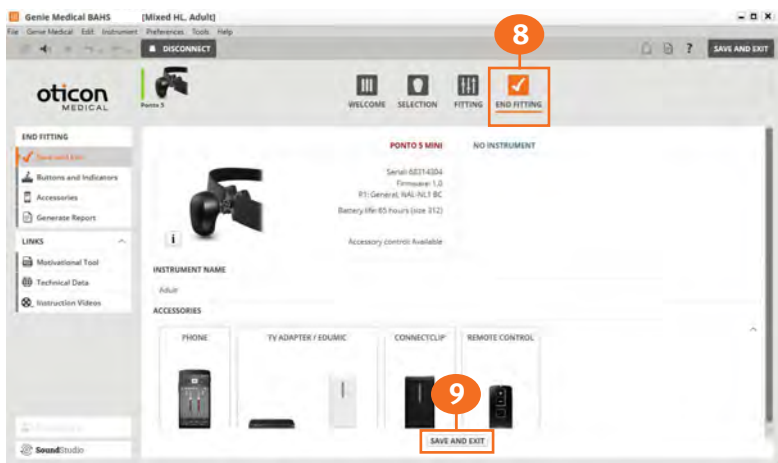 Genie Medical BAHS [Mixed HL, Adult]
File Genie Medical Edit Instrument Preferences Tools Help
DISCONNECT
? SAVE AND EXIT
8
oticon
MEDICAL
Ponto 5
WELCOME SELECTION FITTING END FITTING
END FITTING
Save and Exit
Buttons and Indicators
Accessories
Generate Report
LINKS
Motivational Tool
Technical Data
Instruction Videos
SoundStudio
PONTO 5 MINI NO INSTRUMENT
Serial: 68314304
Firmware: 1.0
P1: General, NAL-NL1 BC
Battery life: 65 hours (size 312)
Accessory control: Available
i
INSTRUMENT NAME
Adult
ACCESSORIES
PHONE TV ADAPTER / EDUMIC CONNECTCLIP REMOTE CONTROL
9
SAVE AND EXIT